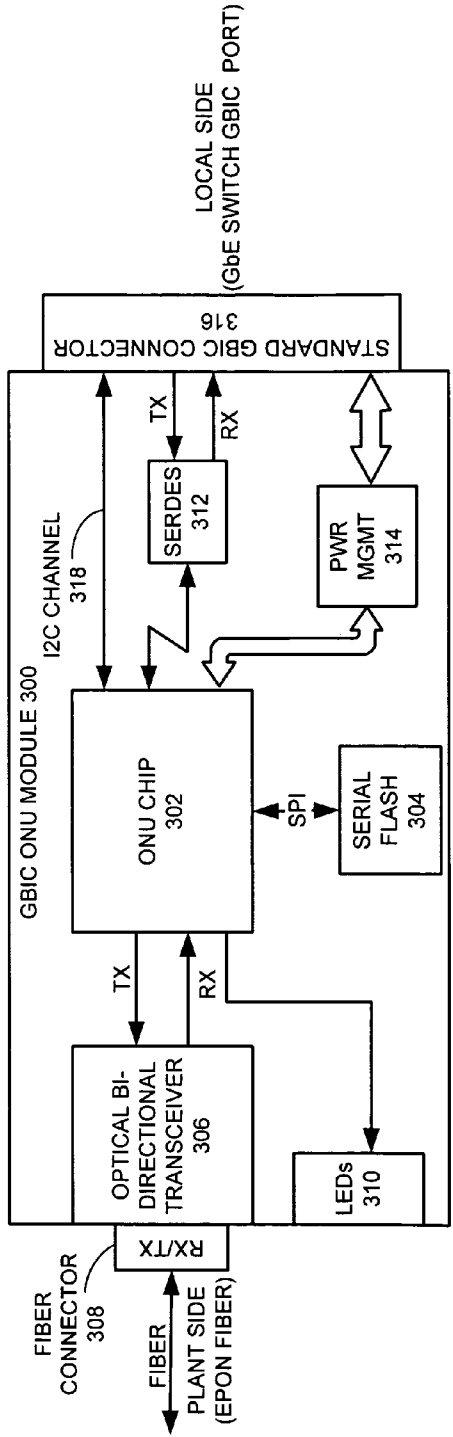 GBIC ONU MODULE 300
FIBER
CONNECTOR
308
FIBER
PLANT SIDE
(EPON FIBER)
RX/TX
OPTICAL BI-
DIRECTIONAL
TRANSCEIVER
306
LEDs
310
TX
RX
ONU CHIP
302
SPI
SERIAL
FLASH
304
I2C CHANNEL
318
SERDES
312
TX
RX
PWR
MGMT
314
STANDARD GBIC CONNECTOR
316
LOCAL SIDE
(GbE SWITCH GBIC PORT)